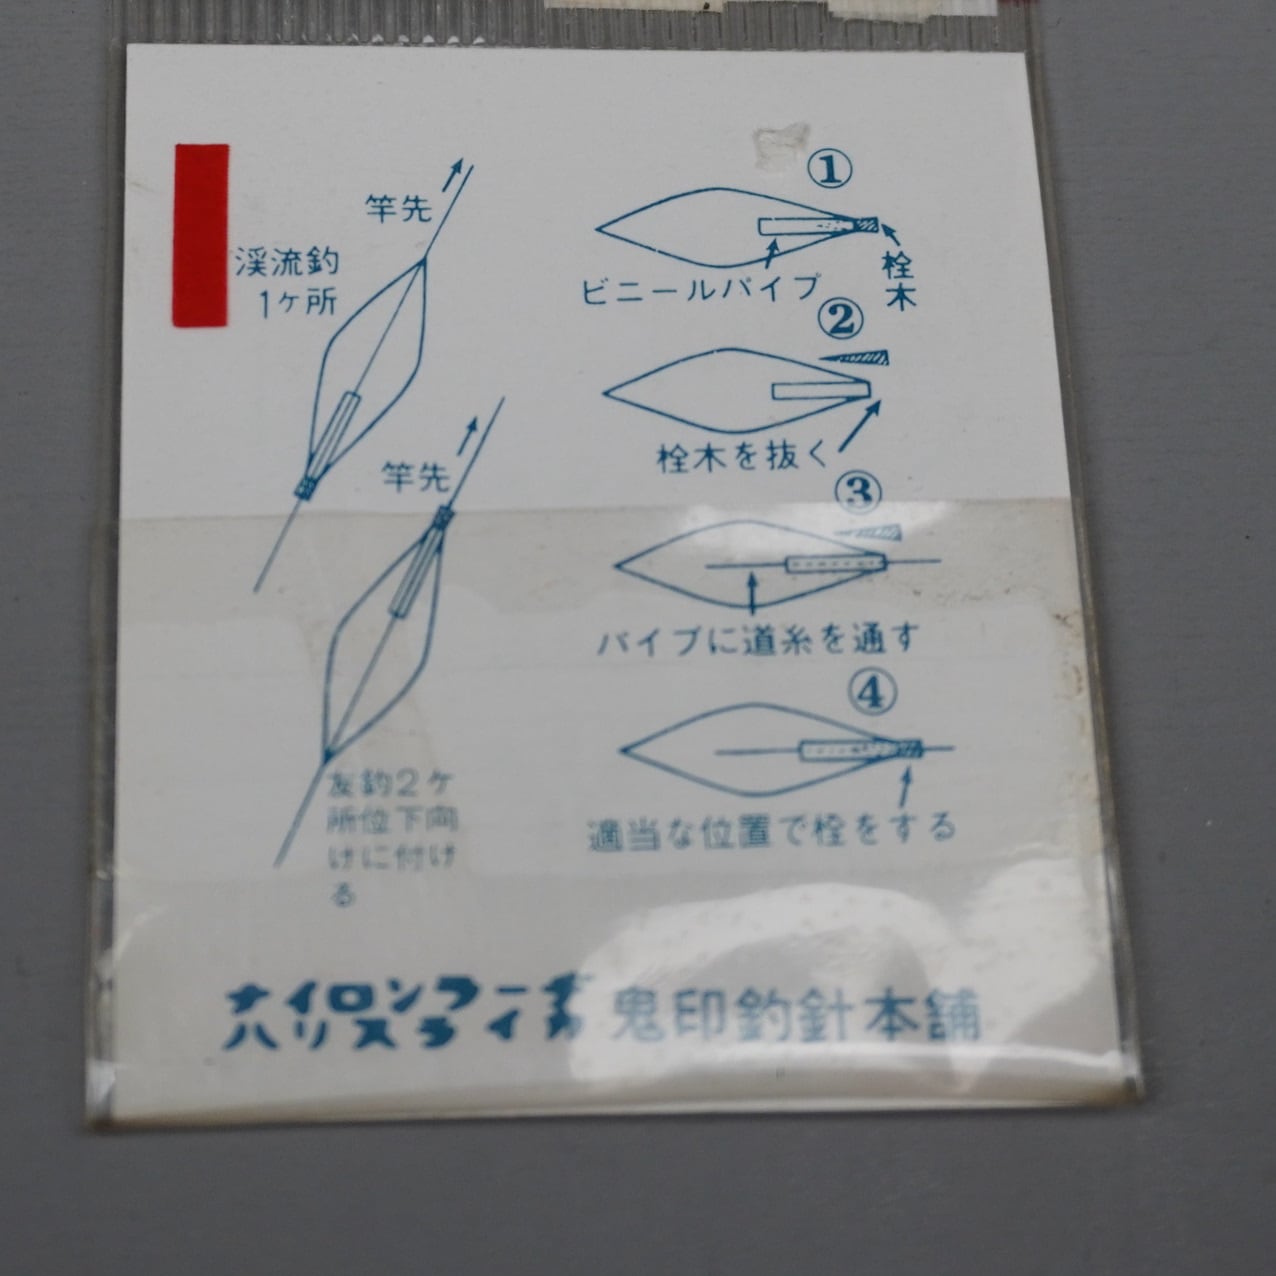 竿先
渓流釣
1ヶ所
竿先
友釣2ヶ
所位下向
けに付け
る
①
ビニールパイプ
栓木
②
栓木を抜く
③
パイプに道糸を通す
④
適当な位置で栓をする
ナイロンフーギ
ハリスライカ
鬼印釣針本舗